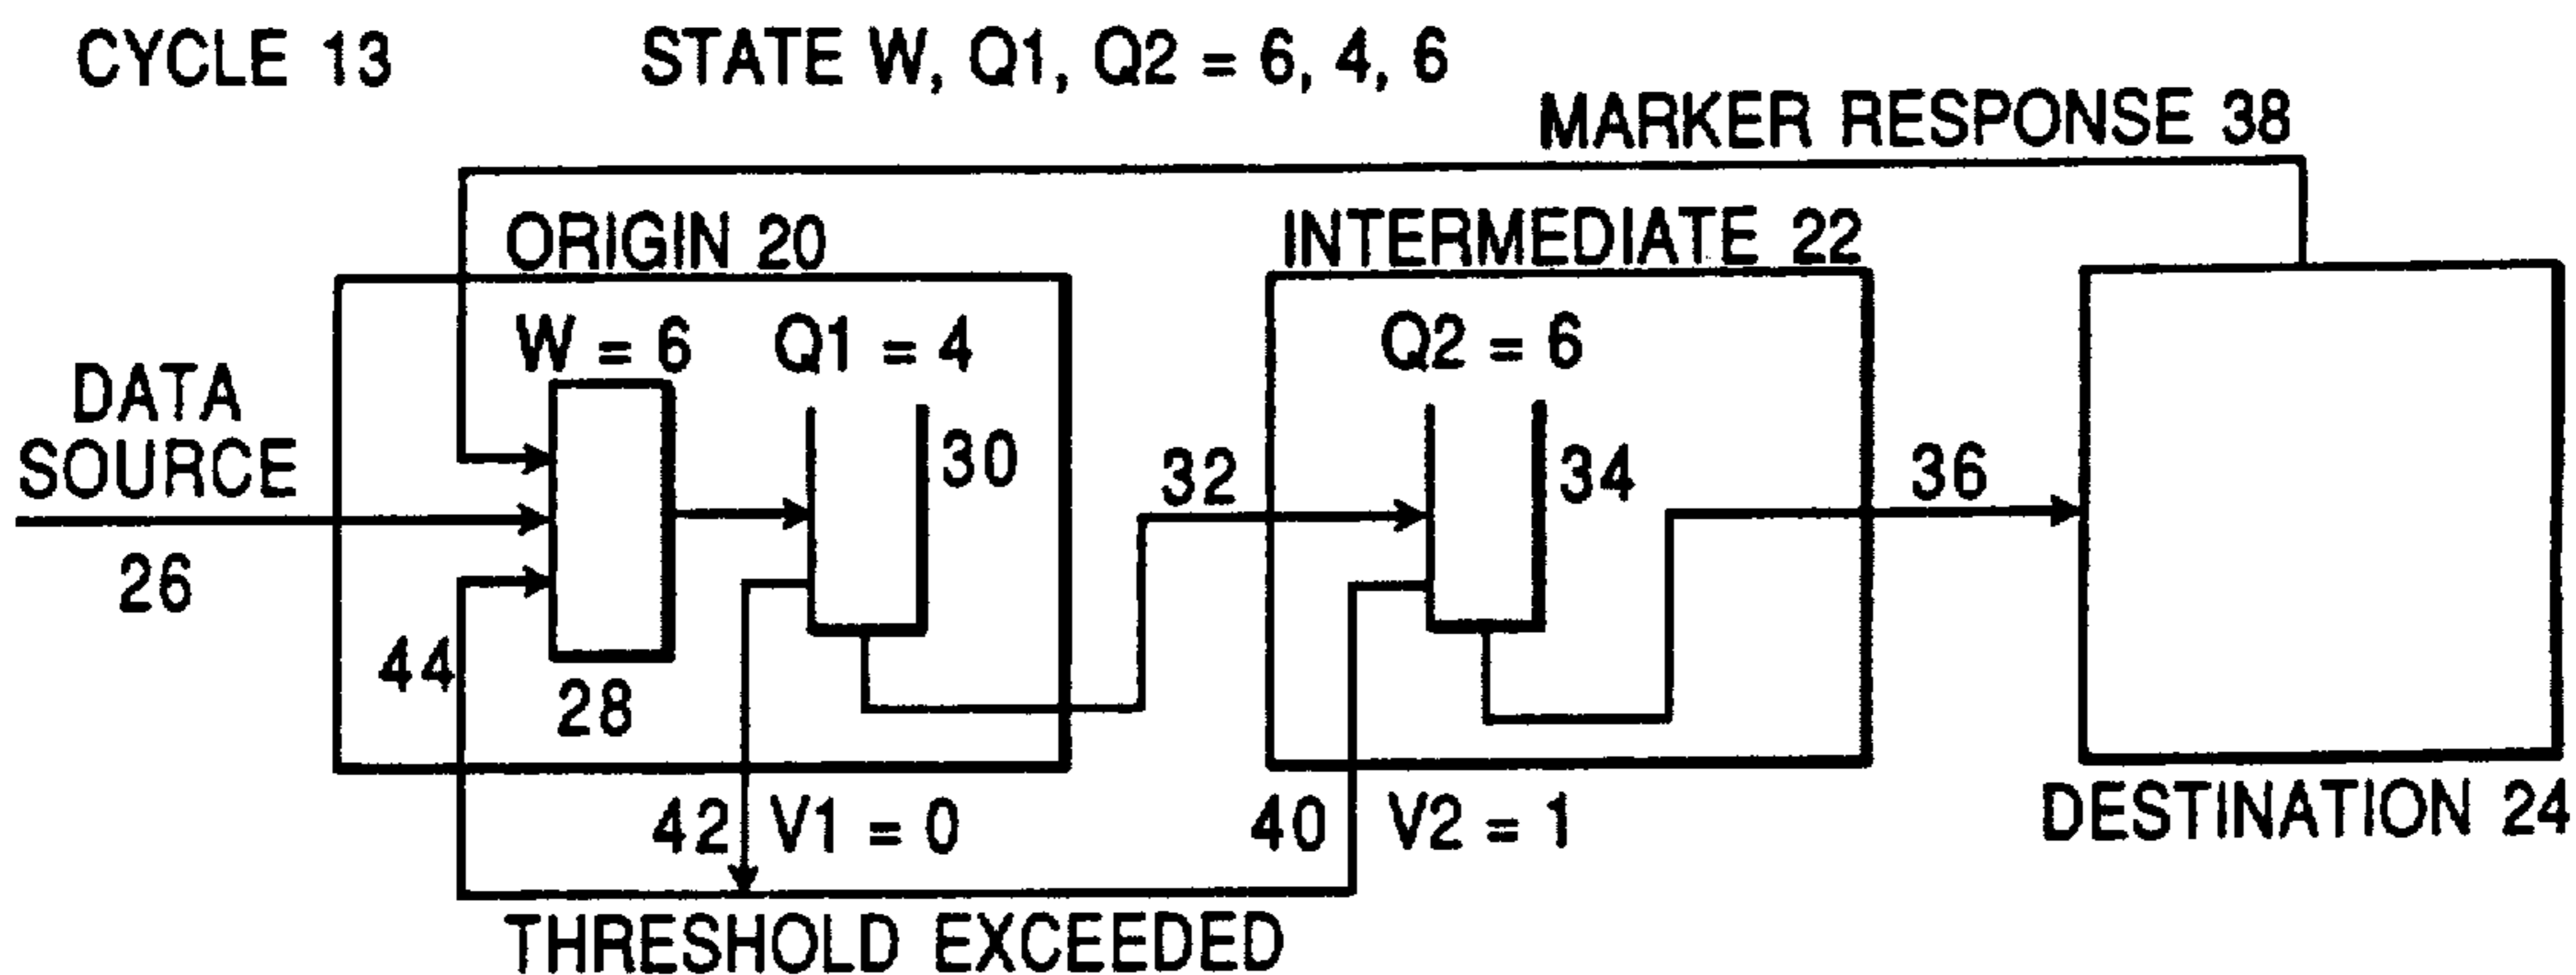 CYCLE 13
STATE W, Q1, Q2 = 6, 4, 6
MARKER RESPONSE 38
ORIGIN 20
INTERMEDIATE 22
W = 6
Q1 = 4
Q2 = 6
DATA
SOURCE
30
32
34
36
26
44
28
42
V1 = 0
40
V2 = 1
DESTINATION 24
THRESHOLD EXCEEDED